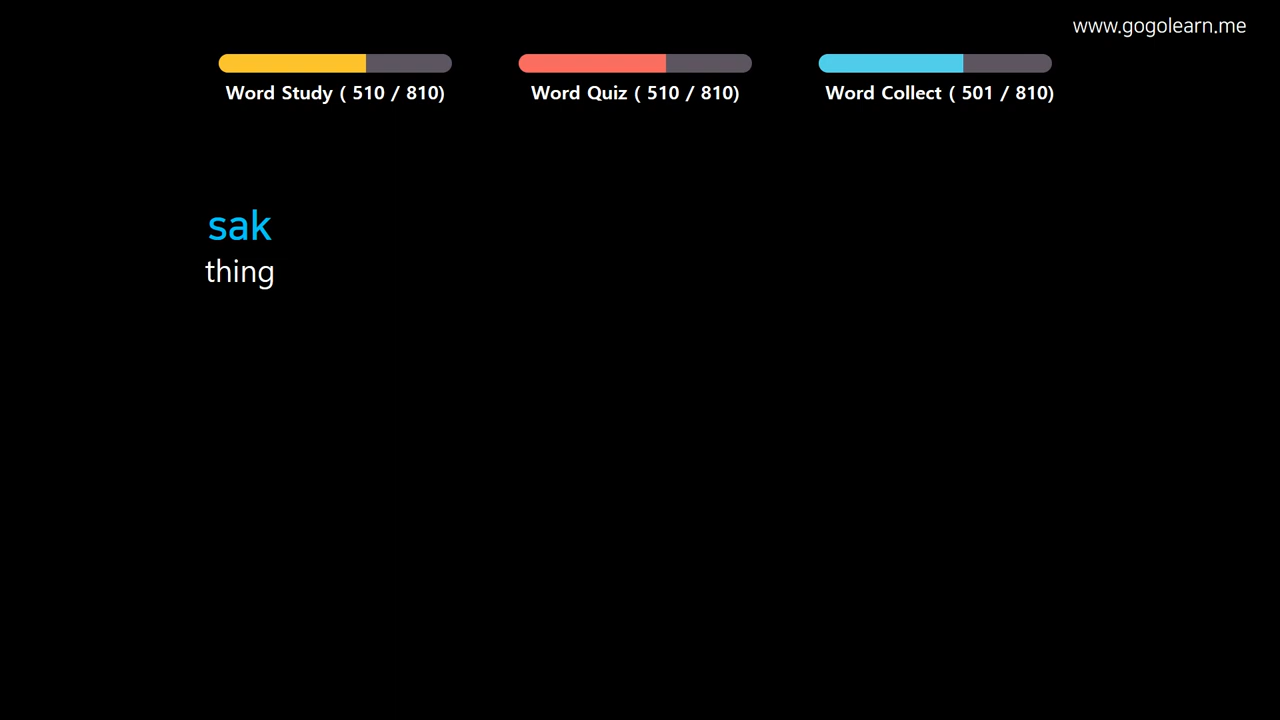 www.gogolearn.me
Word Study ( 510 / 810)
Word Quiz ( 510 / 810)
Word Collect ( 501 / 810)
sak
thing